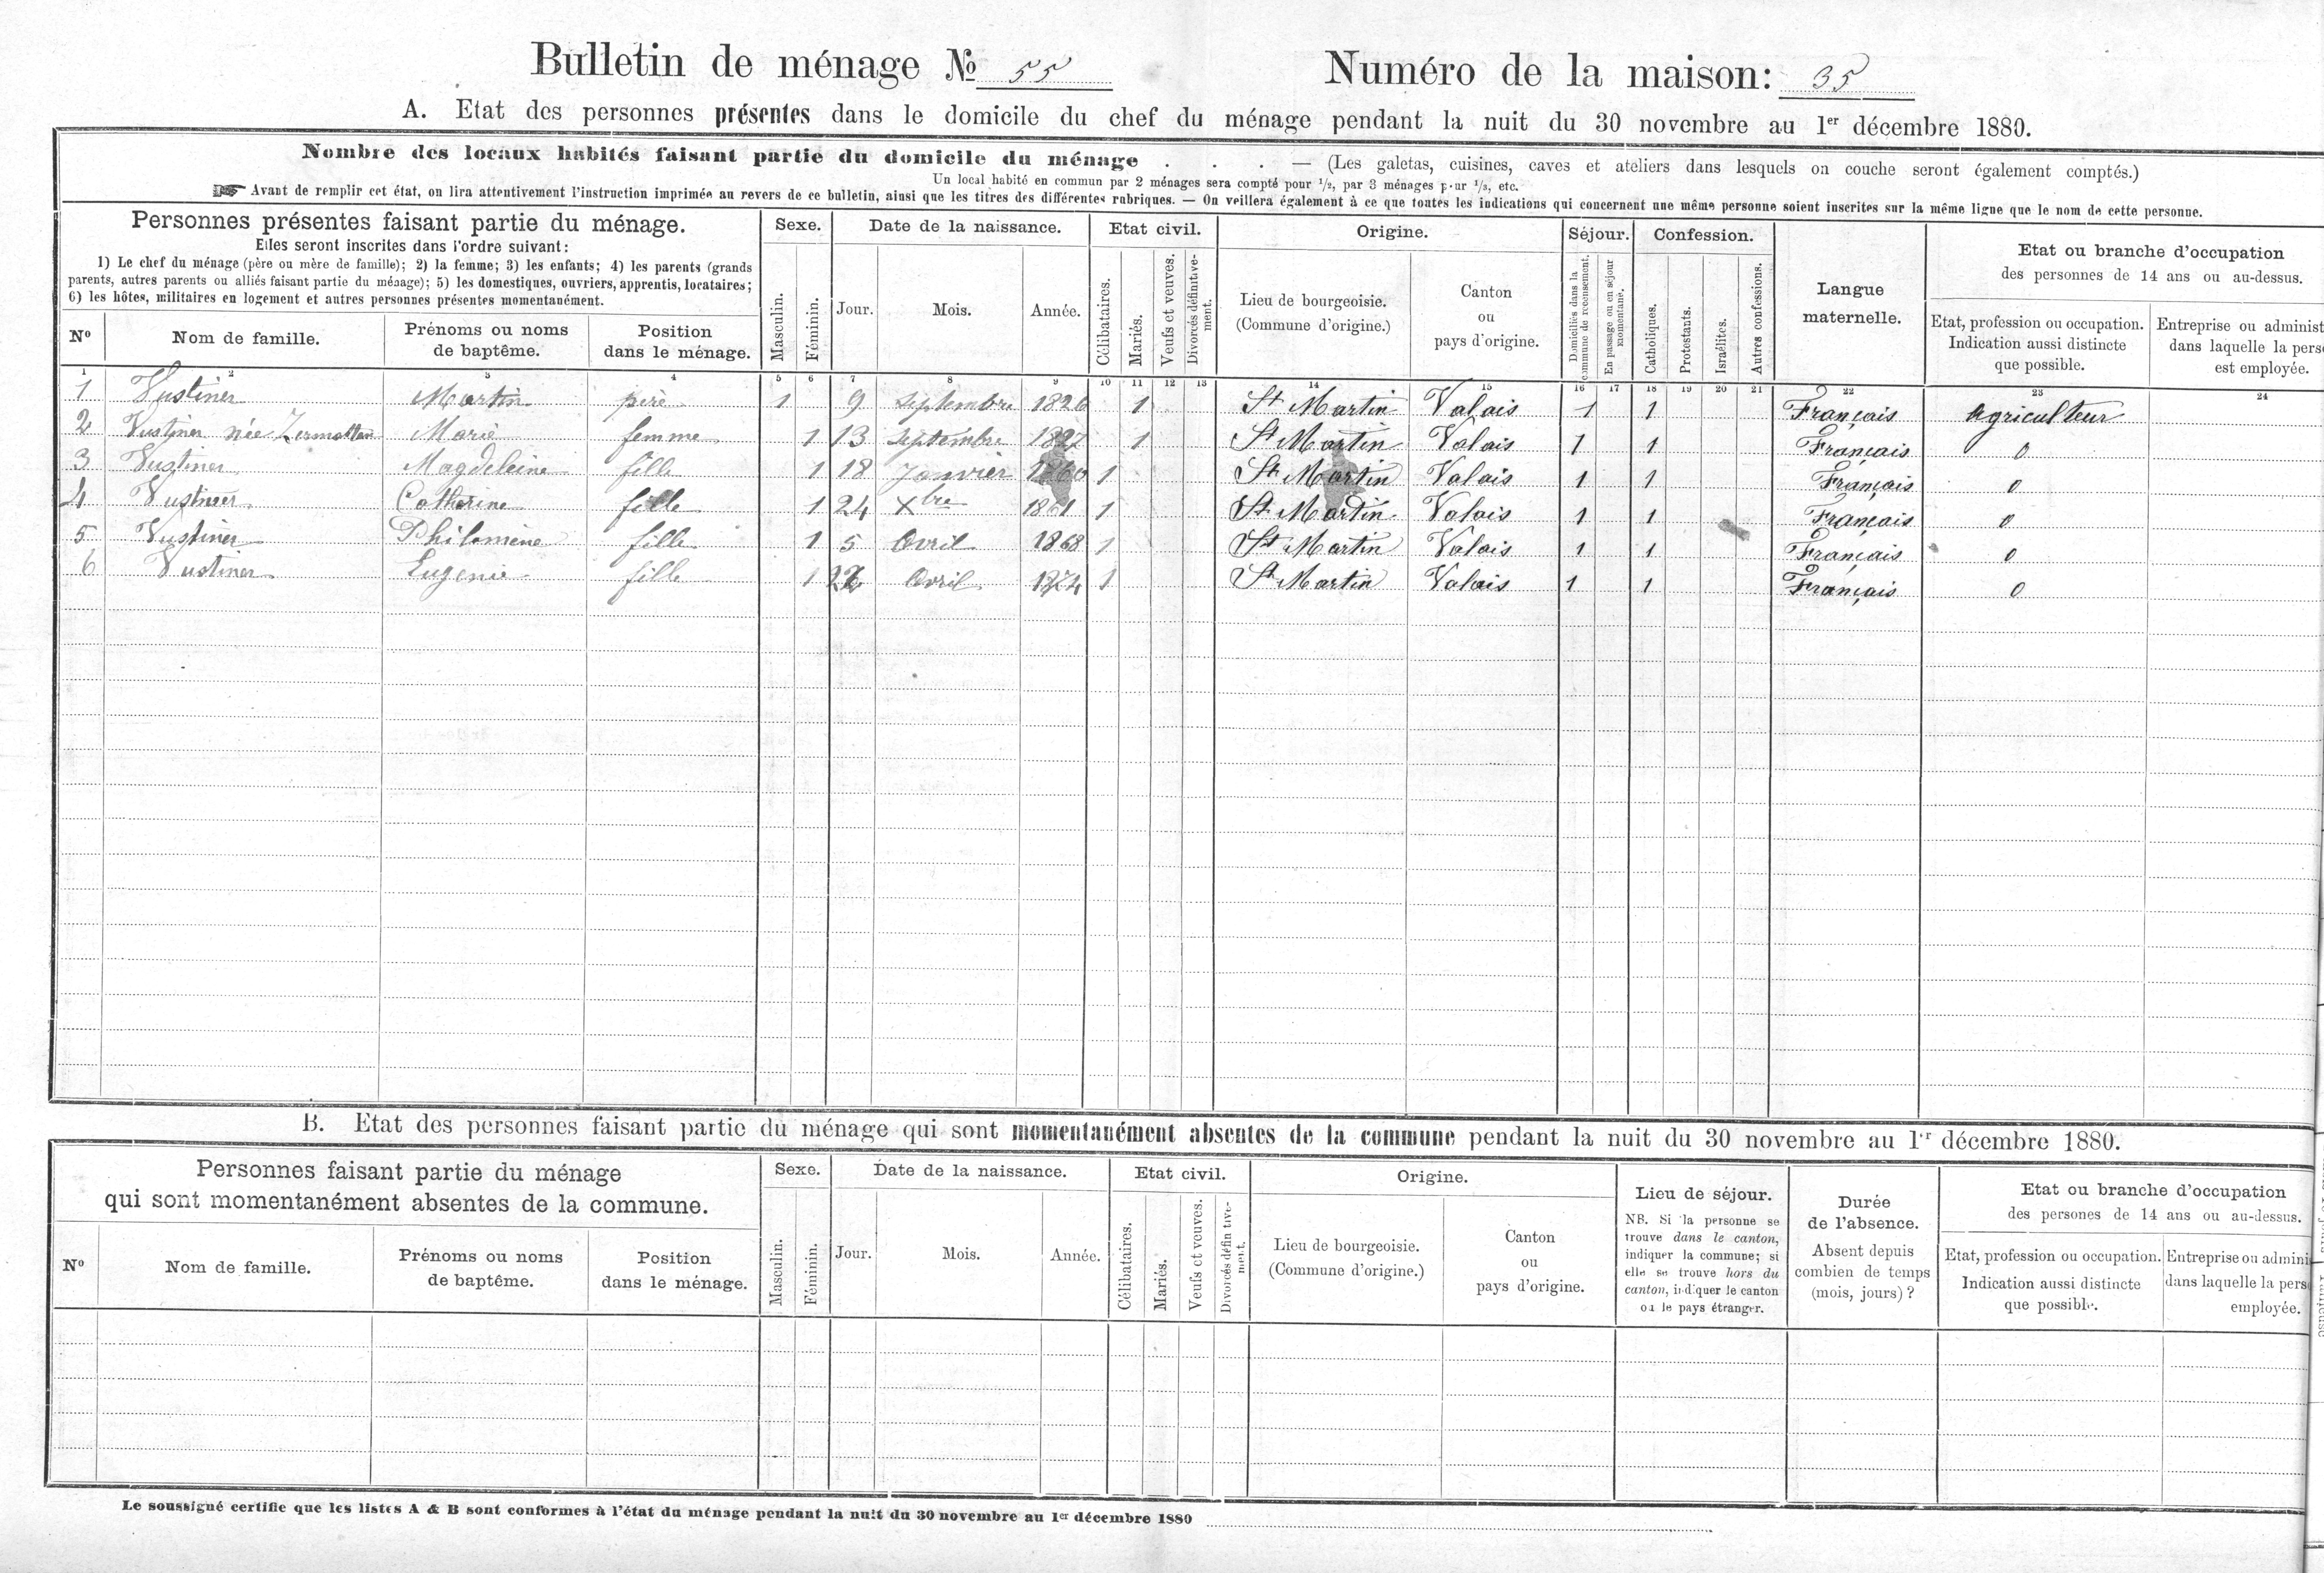 Bulletin de ménage No 55 Numéro de la maison: 35
A. Etat des personnes présentes dans le domicile du chef du ménage pendant la nuit du 30 novembre au 1er décembre 1880.
Nombre des locaux habités faisant partie du domicile du ménage . . . — (Les galetas, cuisines, caves et ateliers dans lesquels on couche seront également comptés.)
Un local habité en commun par 2 ménages sera compté pour 1/2, par 3 ménages pour 1/3, etc.
Avant de remplir cet état, on lira attentivement l'instruction imprimée au revers de ce bulletin, ainsi que les titres des différentes rubriques. — On veillera également à ce que toutes les indications qui concernent une même personne soient inscrites sur la même ligne que le nom de cette personne.
Personnes présentes faisant partie du ménage.
Elles seront inscrites dans l'ordre suivant:
1) Le chef du ménage (père ou mère de famille); 2) la femme; 3) les enfants; 4) les parents (grands
parents, autres parents ou alliés faisant partie du ménage); 5) les domestiques, ouvriers, apprentis, locataires;
6) les hôtes, militaires en logement et autres personnes présentes momentanément.
No Nom de famille. Prénoms ou noms de baptême. Position dans le ménage.
Sexe. Masculin. Féminin.
Date de la naissance. Jour. Mois. Année.
Etat civil. Célibataires. Mariés. Veufs et veuves. Divorcés définitivement.
Origine. Lieu de bourgeoisie. (Commune d'origine.) Canton ou pays d'origine.
Séjour. Domiciliés dans la commune de recensement. En passage ou en séjour momentané.
Confession. Catholiques. Protestants. Israélites. Autres confessions.
Langue maternelle.
Etat ou branche d'occupation
des personnes de 14 ans ou au-dessus.
Etat, profession ou occupation. Indication aussi distincte que possible.
Entreprise ou administ
dans laquelle la pers
est employée.
1 2 3 4 5 6 7 8 9 10 11 12 13 14 15 16 17 18 19 20 21 22 23 24
1 Vustiner Martin père 1 9 Septembre 1826 1 St Martin Valais 1 1 Français Agriculteur
2 Vustiner née Zermatten Marie femme 1 13 Septembre 1827 1 St Martin Valais 1 1 Français 0
3 Vustiner Magdeleine fille 1 18 Janvier 1860 1 St Martin Valais 1 1 Français 0
4 Vustiner Catherine fille 1 24 Xbre 1861 1 St Martin Valais 1 1 Français 0
5 Vustiner Philomène fille 1 5 Avril 1868 1 St Martin Valais 1 1 Français 0
6 Vustiner Eugenie fille 1 Avril 1874 1 St Martin Valais 1 1 Français 0
B. Etat des personnes faisant partie du ménage qui sont momentanément absentes de la commune pendant la nuit du 30 novembre au 1er décembre 1880.
Personnes faisant partie du ménage
qui sont momentanément absentes de la commune.
No Nom de famille. Prénoms ou noms de baptême. Position dans le ménage.
Sexe. Masculin. Féminin.
Date de la naissance. Jour. Mois. Année.
Etat civil. Célibataires. Mariés. Veufs et veuves. Divorcés définitivement.
Origine. Lieu de bourgeoisie. (Commune d'origine.) Canton ou pays d'origine.
Lieu de séjour.
NB. Si la personne se
trouve dans le canton,
indiquer la commune; si
elle se trouve hors du
canton, indiquer le canton
ou le pays étranger.
Durée
de l'absence.
Absent depuis
combien de temps
(mois, jours)?
Etat ou branche d'occupation
des persones de 14 ans ou au-dessus.
Etat, profession ou occupation.
Indication aussi distincte
que possible.
Entreprise ou admini
dans laquelle la pers
employée.
Le soussigné certifie que les listes A & B sont conformes à l'état du ménage pendant la nuit du 30 novembre au 1er décembre 1880